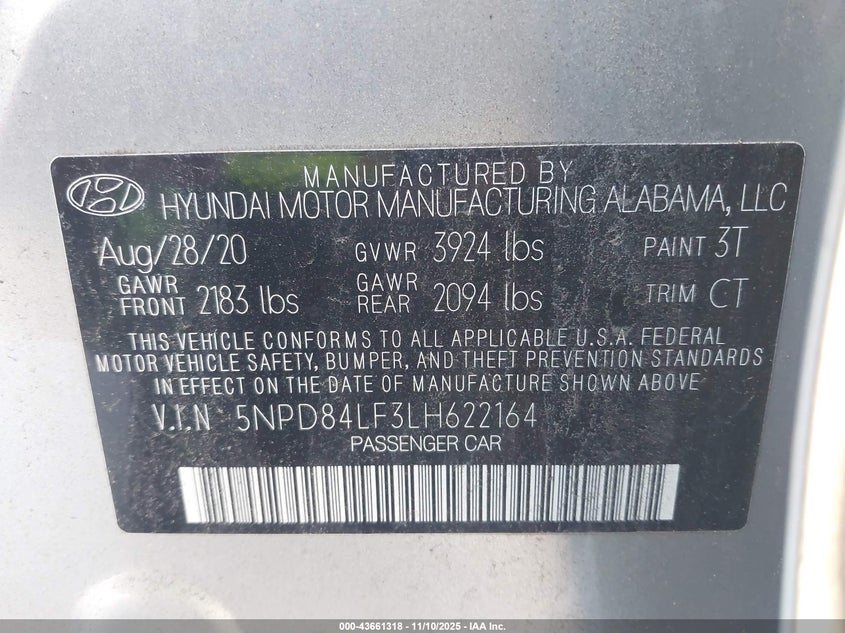 MANUFACTURED BY
HYUNDAI MOTOR MANUFACTURING ALABAMA, LLC
Aug/28/20 GVWR 3924 lbs PAINT 3T
GAWR FRONT 2183 lbs GAWR REAR 2094 lbs TRIM CT
THIS VEHICLE CONFORMS TO ALL APPLICABLE U.S.A. FEDERAL
MOTOR VEHICLE SAFETY, BUMPER, AND THEFT PREVENTION STANDARDS
IN EFFECT ON THE DATE OF MANUFACTURE SHOWN ABOVE
V.I.N 5NPD84LF3LH622164
PASSENGER CAR
000-43661318 - 11/10/2025 - IAA Inc.